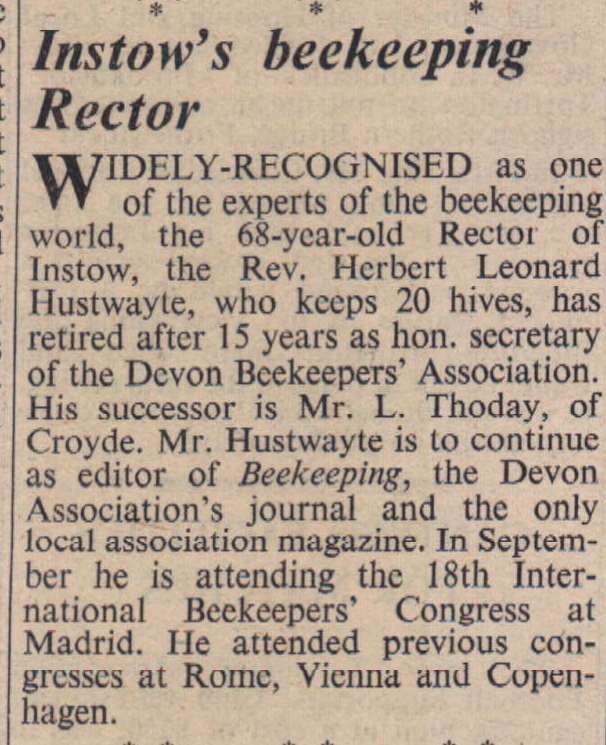 * * *
Instow's beekeeping
Rector
WIDELY-RECOGNISED as one
of the experts of the beekeeping
world, the 68-year-old Rector of
Instow, the Rev. Herbert Leonard
Hustwayte, who keeps 20 hives, has
retired after 15 years as hon. secretary
of the Devon Beekeepers' Association.
His successor is Mr. L. Thoday, of
Croyde. Mr. Hustwayte is to continue
as editor of Beekeeping, the Devon
Association's journal and the only
local association magazine. In Septem-
ber he is attending the 18th Inter-
national Beekeepers' Congress at
Madrid. He attended previous con-
gresses at Rome, Vienna and Copen-
hagen.